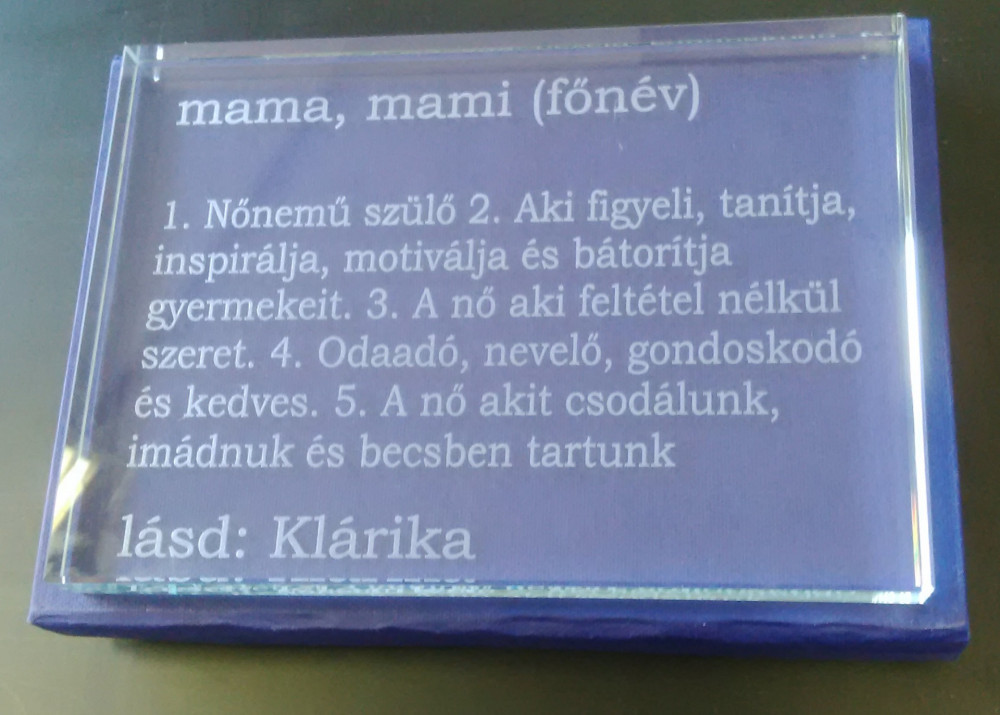 mama, mami (főnév)
1. Nőnemű szülő 2. Aki figyeli, tanítja,
inspirálja, motiválja és bátorítja
gyermekeit. 3. A nő aki feltétel nélkül
szeret. 4. Odaadó, nevelő, gondoskodó
és kedves. 5. A nő akit csodálunk,
imádnuk és becsben tartunk
lásd: Klárika